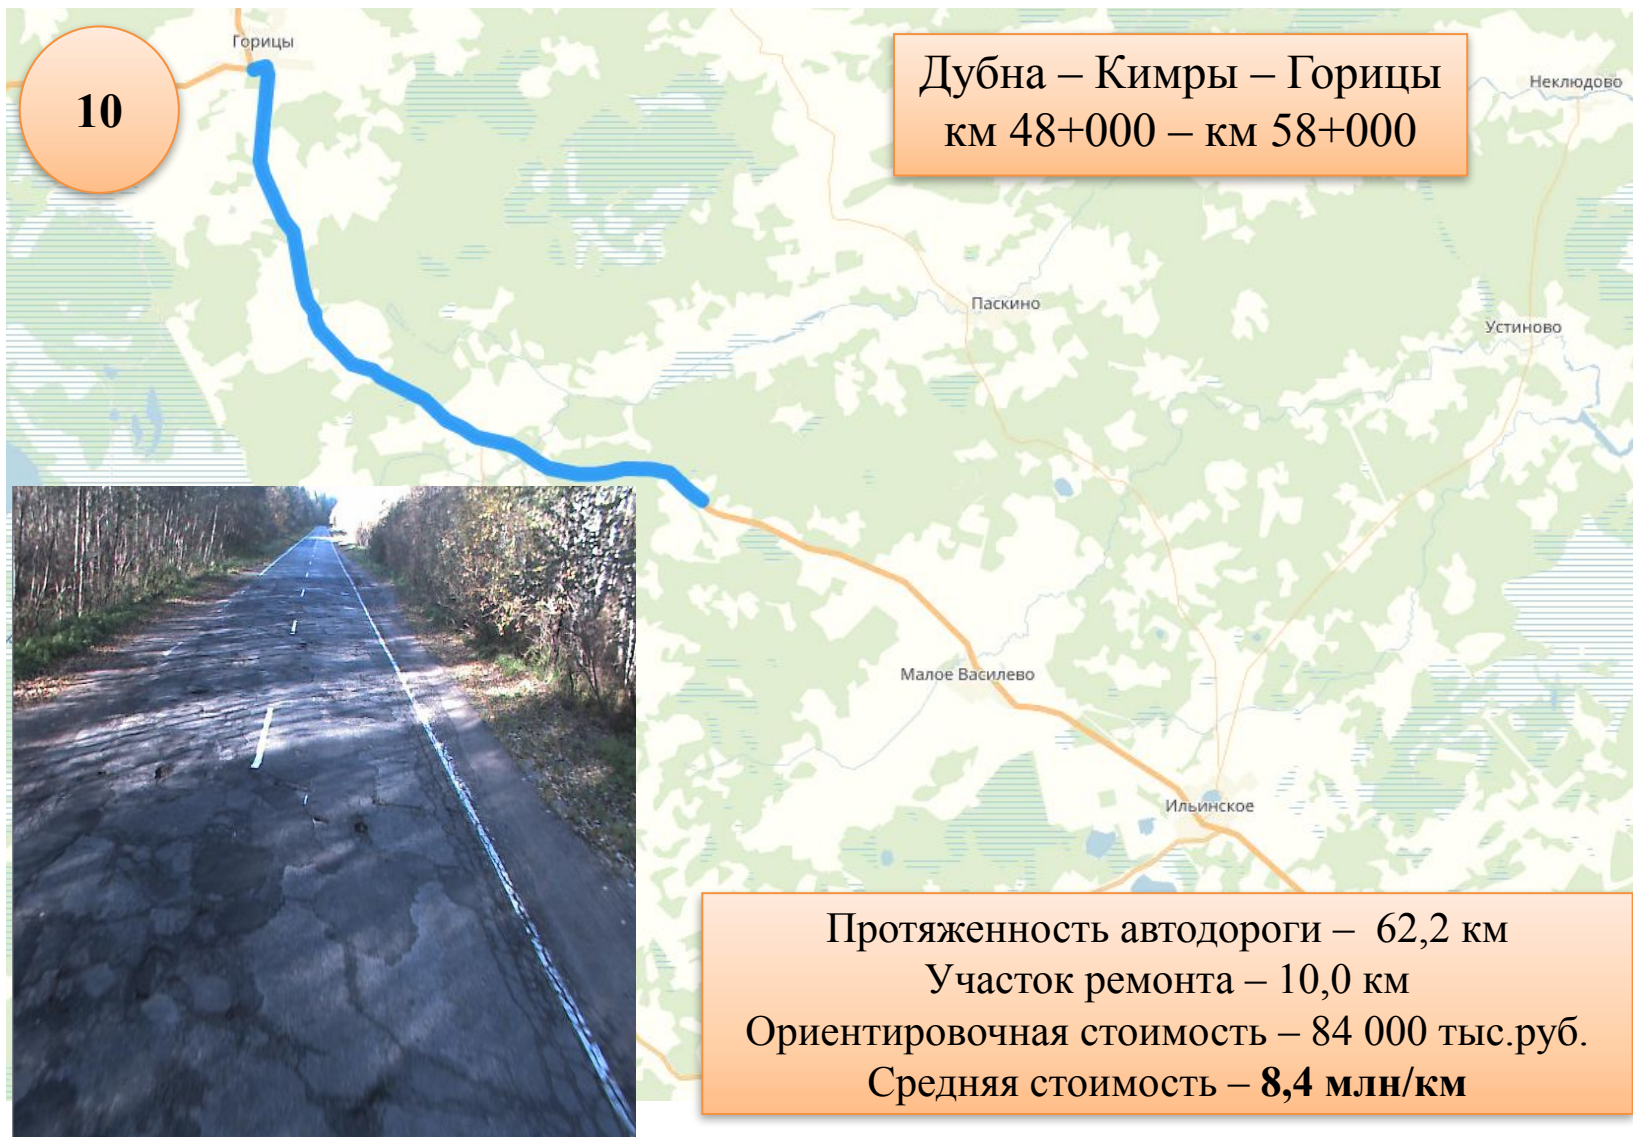 10
Дубна – Кимры – Горицы
км 48+000 – км 58+000
Горицы
Неклюдово
Паскино
Устиново
Малое Василево
Ильинское
Протяженность автодороги – 62,2 км
Участок ремонта – 10,0 км
Ориентировочная стоимость – 84 000 тыс.руб.
Средняя стоимость – 8,4 млн/км